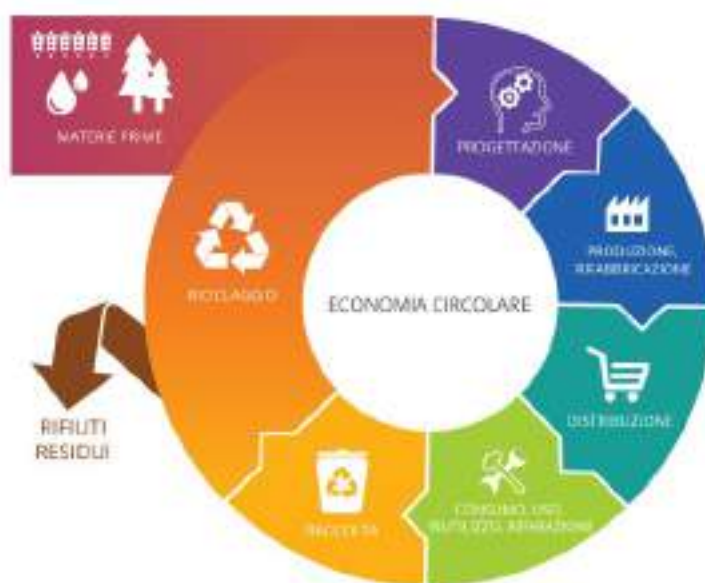 MATERIE PRIME
PROGETTAZIONE
PRODUZIONE,
RIFABBRICAZIONE
RICICLAGGIO
ECONOMIA CIRCOLARE
DISTRIBUZIONE
RIFIUTI
RESIDUI
CONSUMO, USO,
RIUTILIZZO, RIPARAZIONE
RACCOLTA